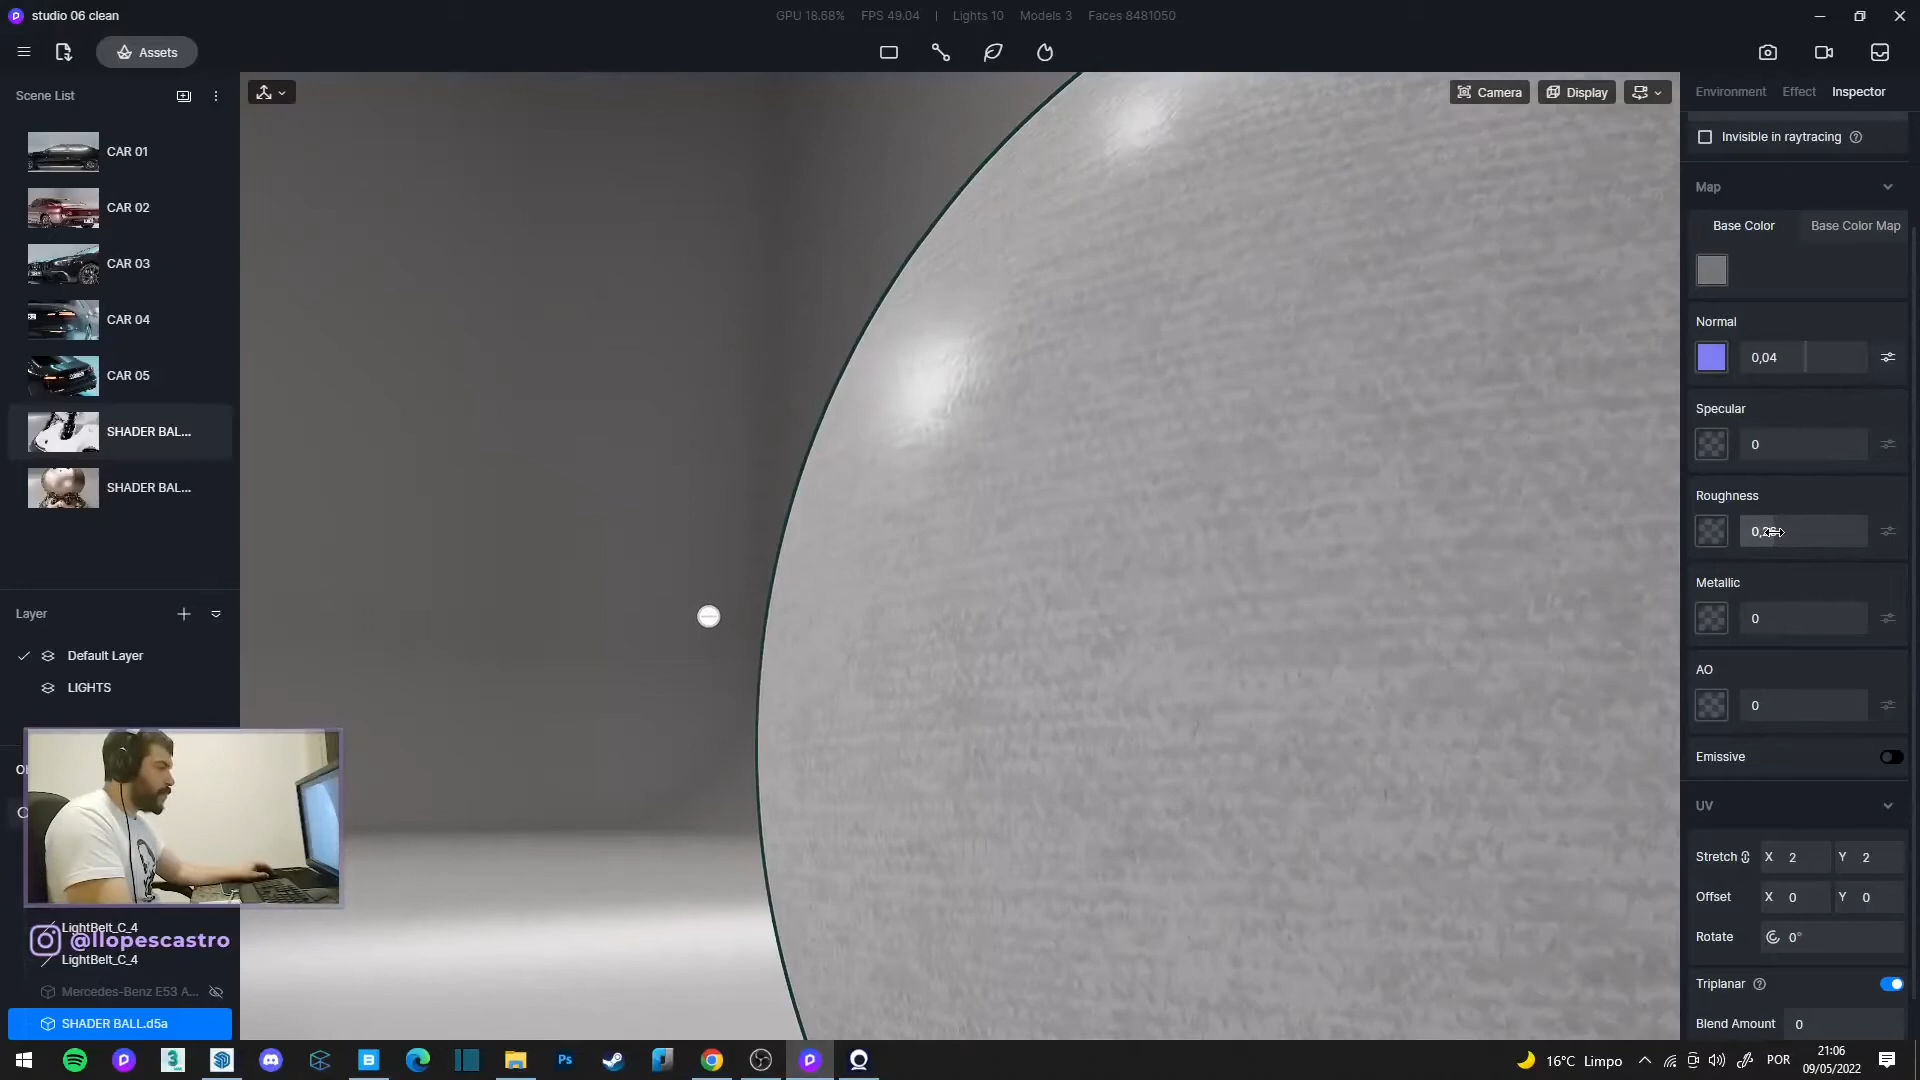 studio 06 clean
GPU 18.68% FPS 49.04 | Lights 10 Models 3 Faces 8481050
Assets
Scene List
Camera
Display
Environment
Effect
Inspector
CAR 01
CAR 02
CAR 03
CAR 04
CAR 05
SHADER BAL...
SHADER BAL...
Invisible in raytracing
Map
Base Color
Base Color Map
Normal
0,04
Specular
0
Roughness
Metallic
0
AO
0
Emissive
UV
Stretch X 2 Y 2
Offset X 0 Y 0
Rotate 0°
Triplanar
Blend Amount 0
Layer
Default Layer
LIGHTS
LightBelt_C_4
@llopescastro
LightBelt_C_4
Mercedes-Benz E53 A...
SHADER BALL.d5a
16°C Limpo
POR
21:06
09/05/2022